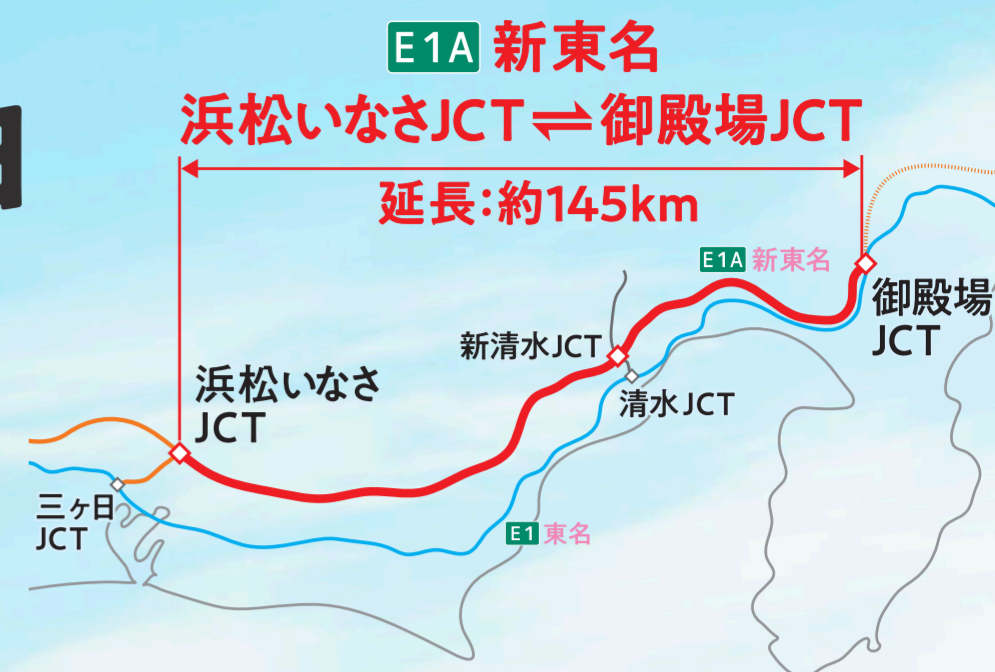 E1A 新東名
浜松いなさJCT⇌御殿場JCT
延長:約145km
E1A 新東名
御殿場
JCT
新清水JCT
浜松いなさ
JCT
清水JCT
三ヶ日
JCT
E1 東名